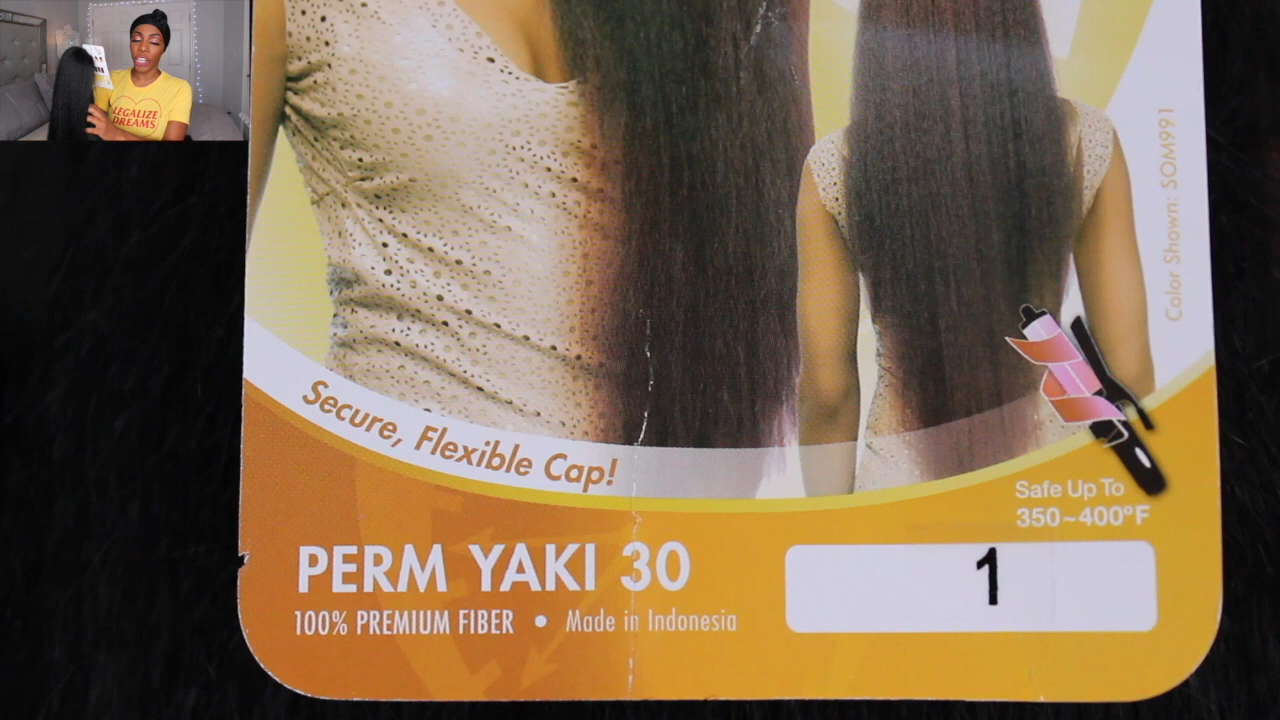 LEGALIZE
DREAMS
Color Shown: SOM991
Secure, Flexible Cap!
Safe Up To
350~400°F
PERM YAKI 30
1
100% PREMIUM FIBER • Made in Indonesia